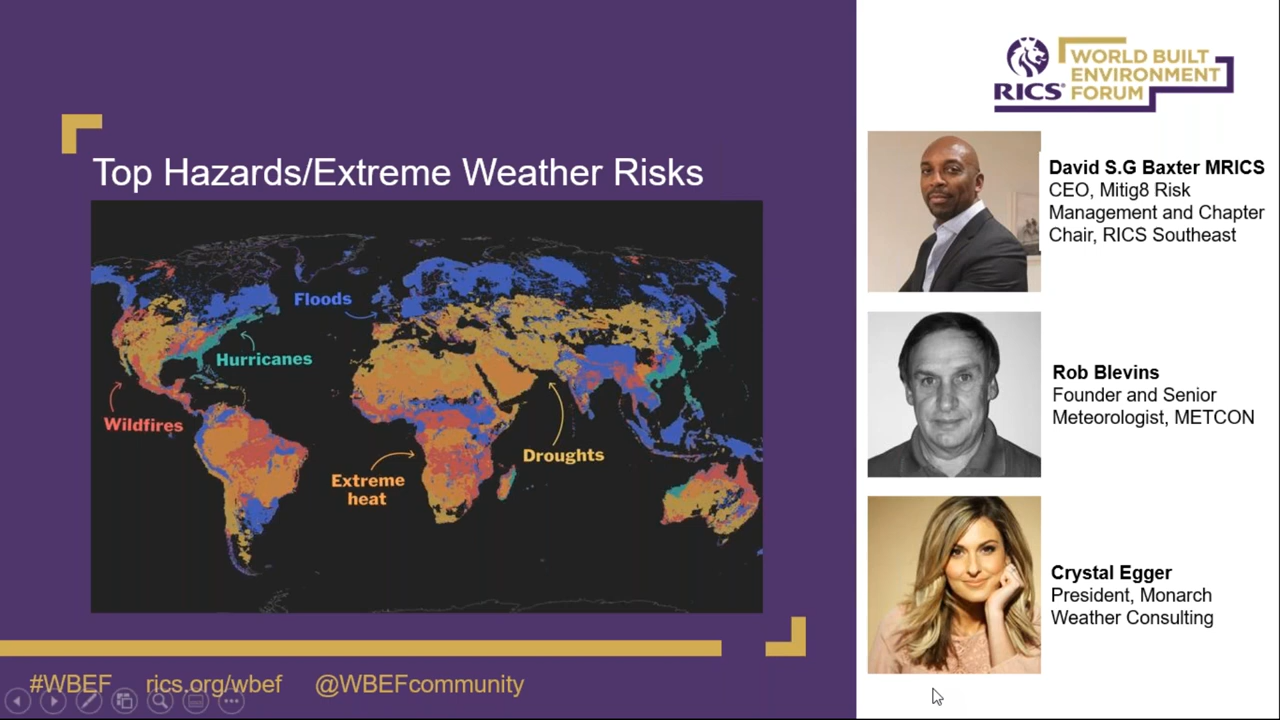 RICS
WORLD BUILT
ENVIRONMENT
FORUM
Top Hazards/Extreme Weather Risks
Floods
Hurricanes
Wildfires
Extreme
heat
Droughts
David S.G Baxter MRICS
CEO, Mitig8 Risk
Management and Chapter
Chair, RICS Southeast
Rob Blevins
Founder and Senior
Meteorologist, METCON
Crystal Egger
President, Monarch
Weather Consulting
#WBEF rics.org/wbef @WBEFcommunity